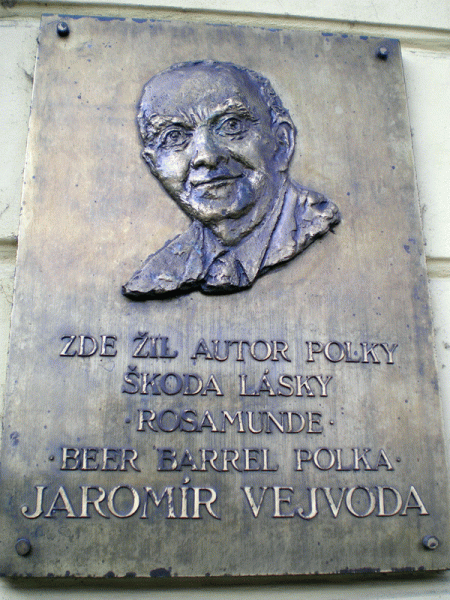 ZDE ŽIL AUTOR POLKY
ŠKODA LÁSKY
·ROSAMUNDE·
·BEER BARREL POLKA·
JAROMÍR VEJVODA